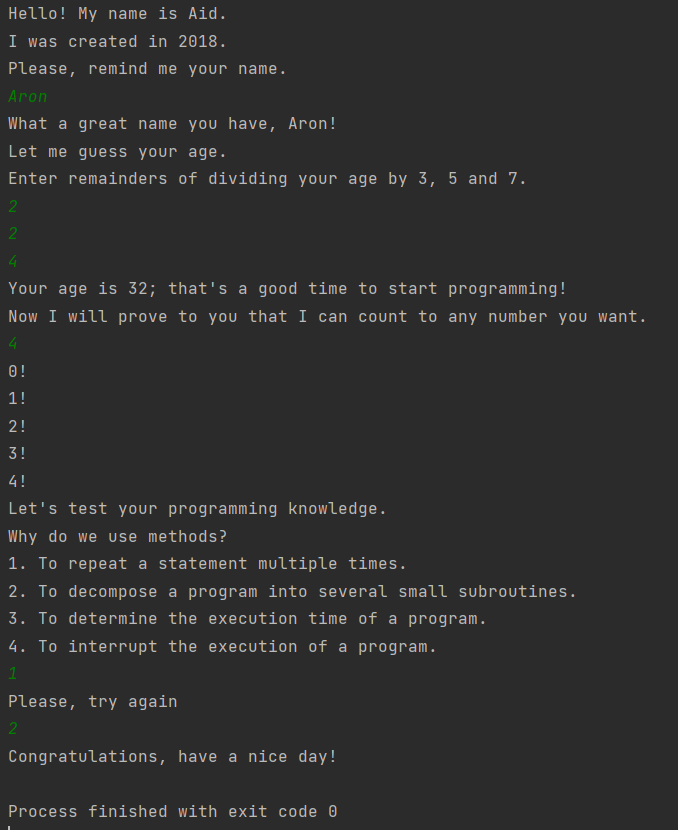 Hello! My name is Aid.
I was created in 2018.
Please, remind me your name.
Aron
What a great name you have, Aron!
Let me guess your age.
Enter remainders of dividing your age by 3, 5 and 7.
2
2
4
Your age is 32; that's a good time to start programming!
Now I will prove to you that I can count to any number you want.
4
0!
1!
2!
3!
4!
Let's test your programming knowledge.
Why do we use methods?
1. To repeat a statement multiple times.
2. To decompose a program into several small subroutines.
3. To determine the execution time of a program.
4. To interrupt the execution of a program.
1
Please, try again
2
Congratulations, have a nice day!
Process finished with exit code 0